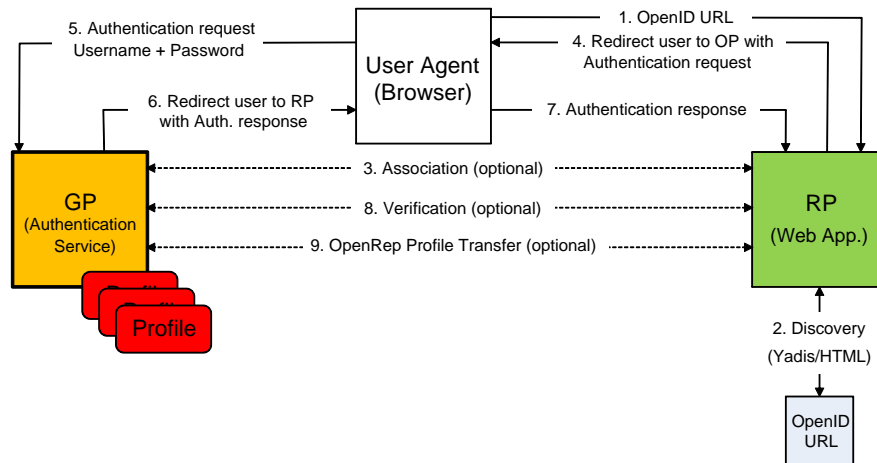 5. Authentication request
Username + Password
1. OpenID URL
4. Redirect user to OP with
Authentication request
User Agent
(Browser)
6. Redirect user to RP
with Auth. response
7. Authentication response
3. Association (optional)
GP
(Authentication
Service)
8. Verification (optional)
RP
(Web App.)
9. OpenRep Profile Transfer (optional)
Profile
2. Discovery
(Yadis/HTML)
OpenID
URL